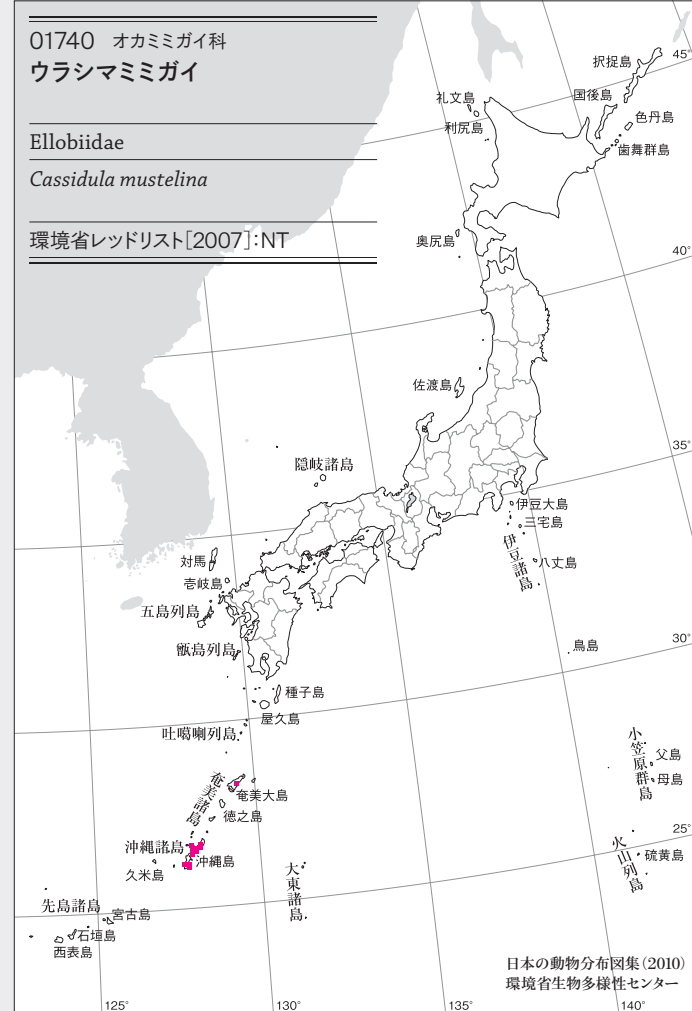 01740 オカミミガイ科
ウラシマミミガイ
Ellobiidae
Cassidula mustelina
環境省レッドリスト[2007]:NT
択捉島
45°
国後島
礼文島
色丹島
利尻島
歯舞群島
奥尻島
40°
佐渡島
35°
隠岐諸島
伊豆大島
三宅島
伊豆諸島
八丈島
対馬
壱岐島
五島列島
甑島列島
鳥島
30°
種子島
屋久島
吐噶喇列島
小笠原群島
父島
母島
奄美諸島
奄美大島
徳之島
25°
沖縄諸島
沖縄島
久米島
火山列島
硫黄島
大東諸島
先島諸島
宮古島
石垣島
西表島
日本の動物分布図集(2010)
環境省生物多様性センター
125°
130°
135°
140°